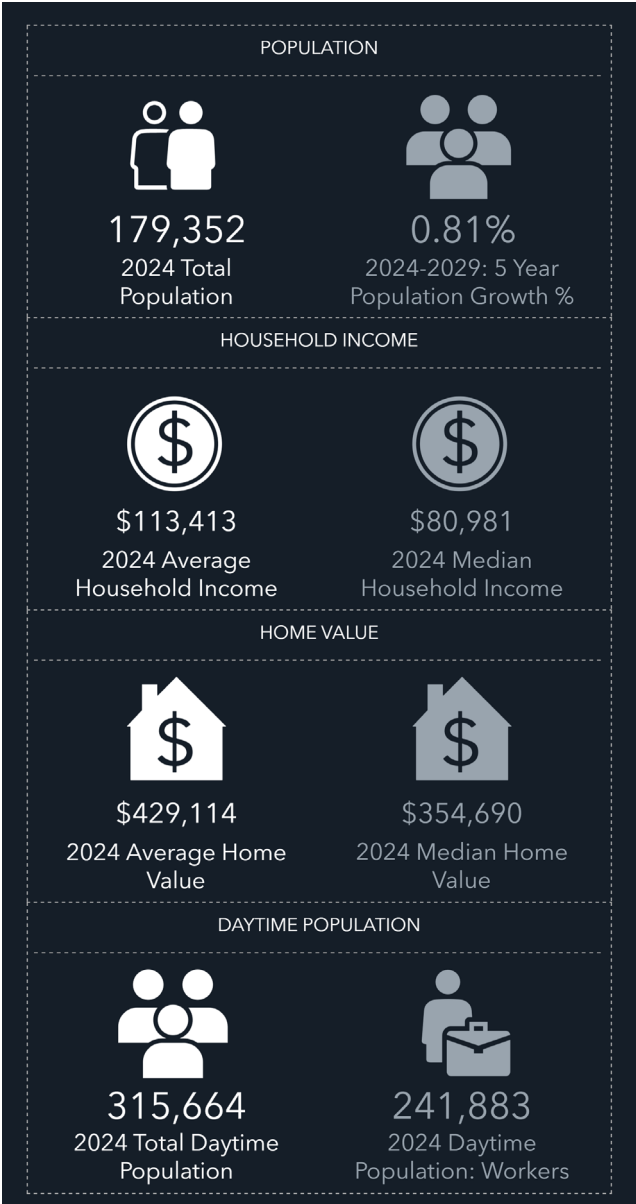 POPULATION
179,352
2024 Total
Population
0.81%
2024-2029: 5 Year
Population Growth %
HOUSEHOLD INCOME
$
$113,413
2024 Average
Household Income
$
$80,981
2024 Median
Household Income
HOME VALUE
$
$429,114
2024 Average Home
Value
$
$354,690
2024 Median Home
Value
DAYTIME POPULATION
315,664
2024 Total Daytime
Population
241,883
2024 Daytime
Population: Workers